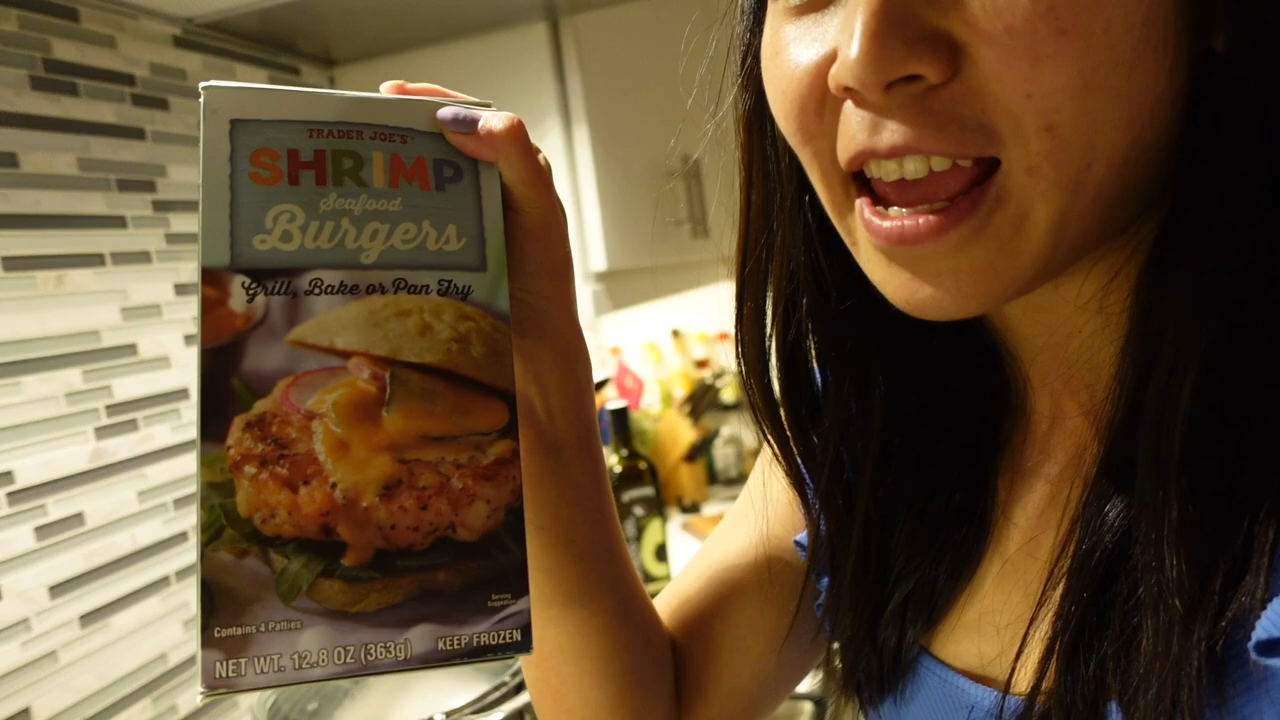 TRADER JOE'S
SHRIMP
Seafood
Burgers
Grill, Bake or Pan Fry
Serving
Suggestion
Contains 4 Patties
NET WT. 12.8 OZ (363g) KEEP FROZEN